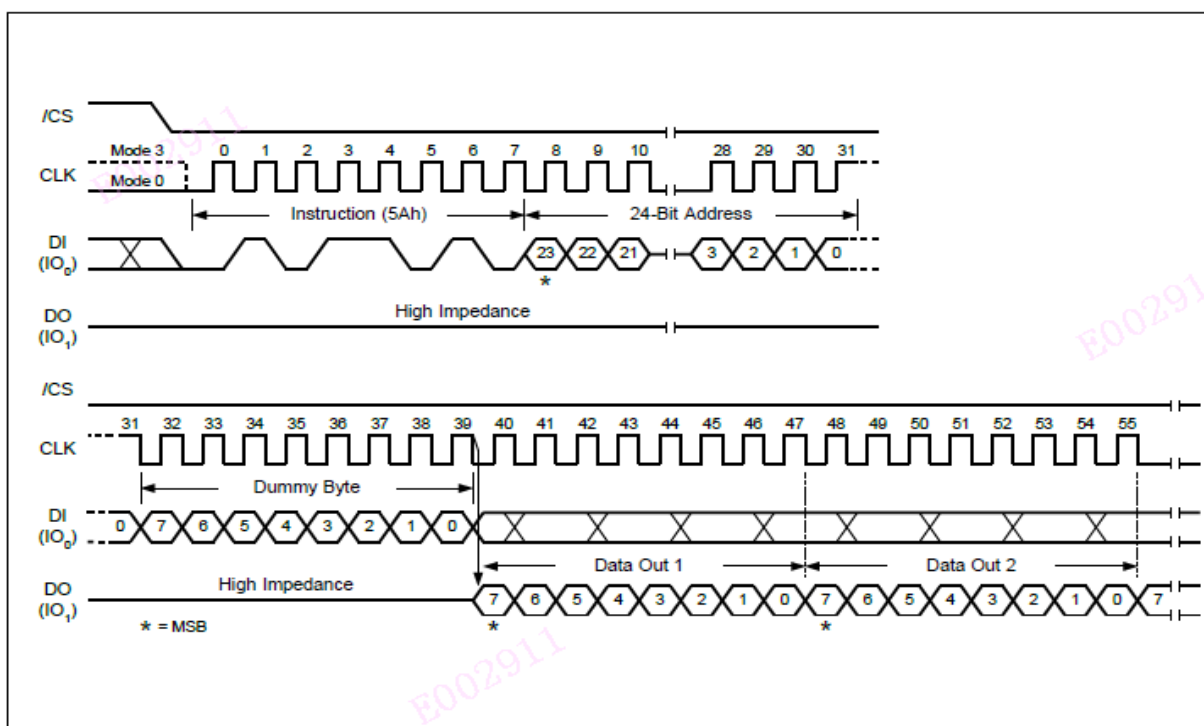 /CS
Mode 3
0 1 2 3 4 5 6 7 8 9 10 28 29 30 31
CLK
Mode 0
Instruction (5Ah)
24-Bit Address
DI
(IO0)
23 22 21 3 2 1 0
*
High Impedance
DO
(IO1)
/CS
31 32 33 34 35 36 37 38 39 40 41 42 43 44 45 46 47 48 49 50 51 52 53 54 55
CLK
Dummy Byte
DI
(IO0)
0 7 6 5 4 3 2 1 0
Data Out 1
Data Out 2
High Impedance
DO
(IO1)
7 6 5 4 3 2 1 0 7 6 5 4 3 2 1 0 7
* = MSB
* *
E002911
E002911
E002911